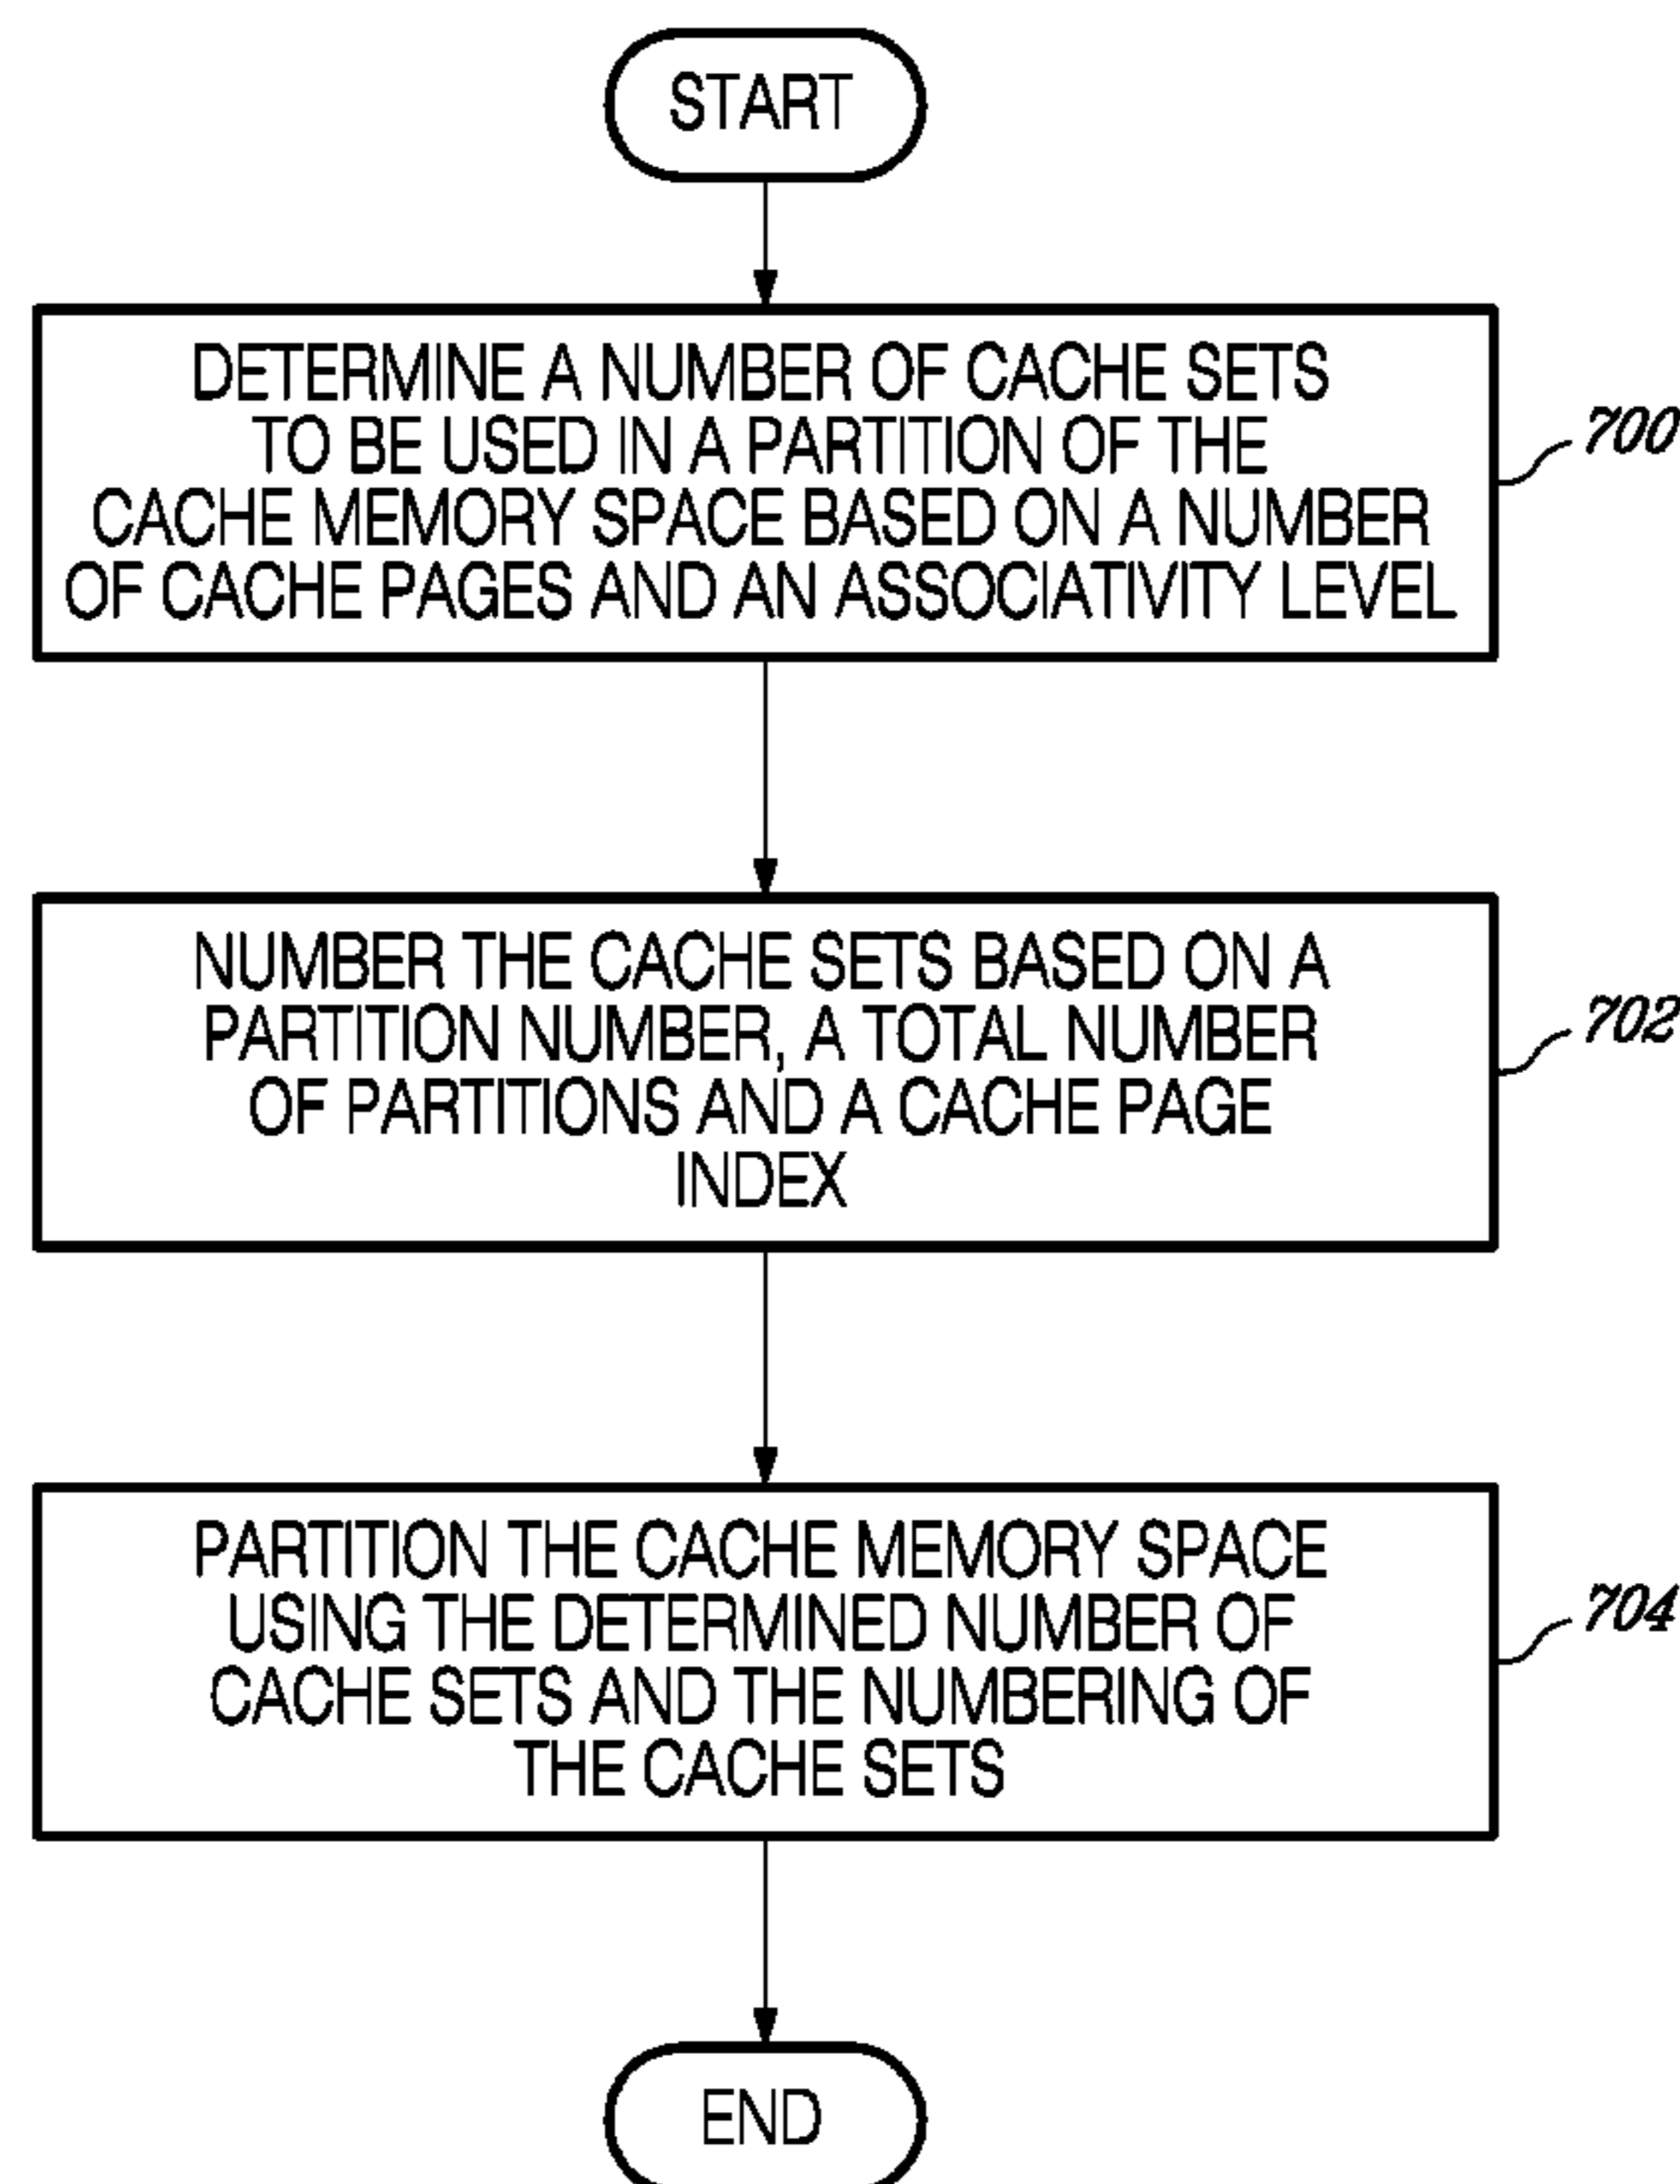 START
DETERMINE A NUMBER OF CACHE SETS
TO BE USED IN A PARTITION OF THE
CACHE MEMORY SPACE BASED ON A NUMBER
OF CACHE PAGES AND AN ASSOCIATIVITY LEVEL
700
NUMBER THE CACHE SETS BASED ON A
PARTITION NUMBER, A TOTAL NUMBER
OF PARTITIONS AND A CACHE PAGE
INDEX
702
PARTITION THE CACHE MEMORY SPACE
USING THE DETERMINED NUMBER OF
CACHE SETS AND THE NUMBERING OF
THE CACHE SETS
704
END